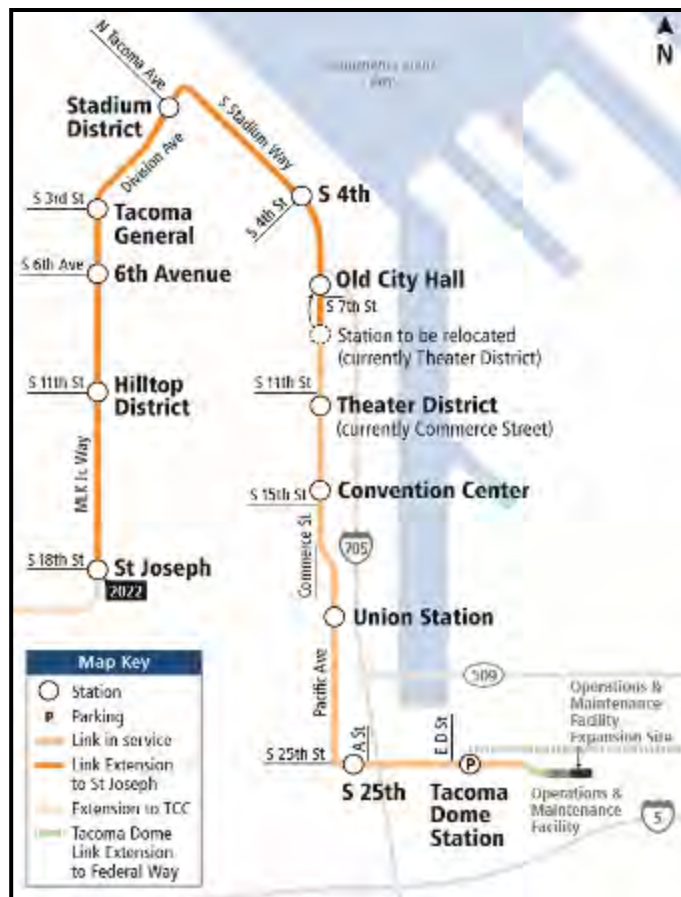 N
N Tacoma Ave
Stadium
District
S Stadium Way
Division Ave
S 3rd St
Tacoma
General
S 4th St
S 4th
S 6th Ave
6th Avenue
Old City Hall
S 7th St
Station to be relocated
(currently Theater District)
S 11th St
Hilltop
District
S 11th St
Theater District
(currently Commerce Street)
MLK Jr. Way
S 15th St
Convention Center
Commerce St.
705
S 18th St
St Joseph
2022
Union Station
Pacific Ave
509
Map Key
Station
P Parking
Link in service
Link Extension
to St Joseph
Extension to TCC
Tacoma Dome
Link Extension
to Federal Way
S 25th St
A St
S 25th
E D St
P
Tacoma
Dome
Station
Operations &
Maintenance
Facility
Expansion Site
Operations &
Maintenance
Facility
5